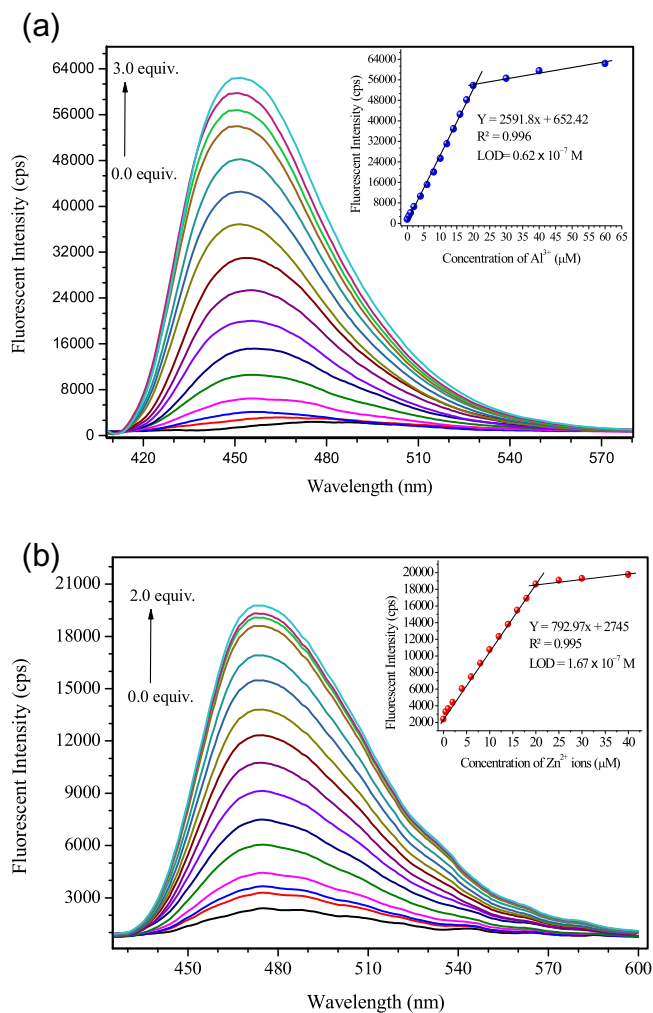 (a)
3.0 equiv.
0.0 equiv.
Fluorescent Intensity (cps)
64000
56000
48000
40000
32000
24000
16000
8000
0
420 450 480 510 540 570
Wavelength (nm)
Fluorescent Intensity (cps)
64000
56000
48000
40000
32000
24000
16000
8000
0
Y = 2591.8x + 652.42
R² = 0.996
LOD= 0.62 x 10⁻⁷ M
0 5 10 15 20 25 30 35 40 45 50 55 60 65
Concentration of Al³⁺ (µM)
(b)
2.0 equiv.
0.0 equiv.
Fluorescent Intensity (cps)
21000
18000
15000
12000
9000
6000
3000
450 480 510 540 570 600
Wavelength (nm)
Fluorescent Intensity (cps)
20000
18000
16000
14000
12000
10000
8000
6000
4000
2000
Y = 792.97x + 2745
R² = 0.995
LOD = 1.67 x 10⁻⁷ M
0 5 10 15 20 25 30 35 40
Concentration of Zn²⁺ ions (µM)